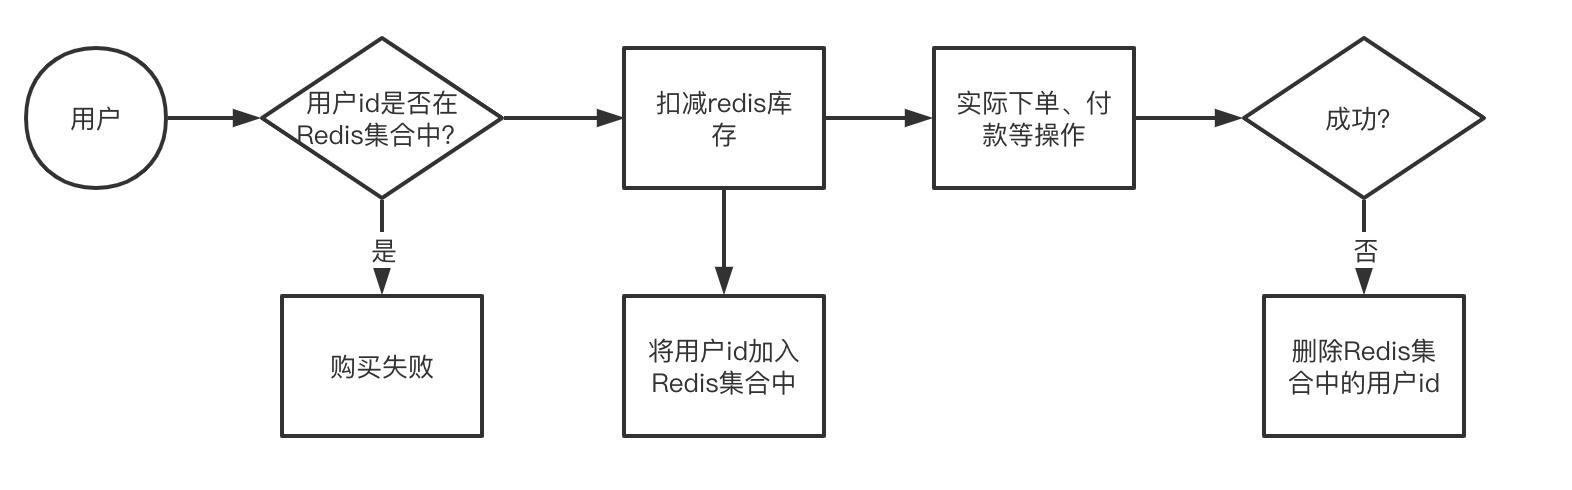 用户
用户id是否在
Redis集合中?
扣减redis库
存
实际下单、付
款等操作
成功?
是
否
购买失败
将用户id加入
Redis集合中
删除Redis集
合中的用户id